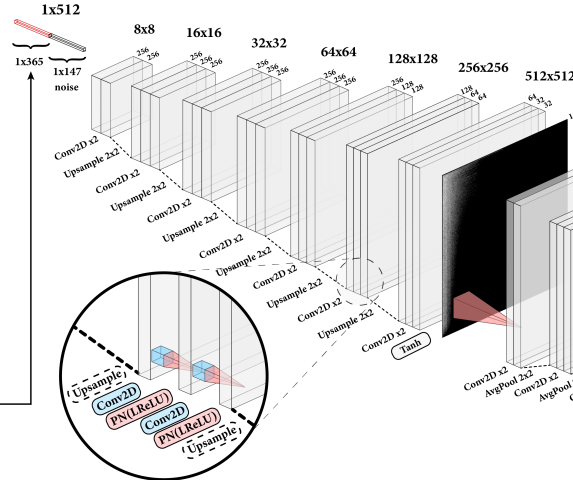 1x512
1x365
1x147
noise
8x8
16x16
32x32
64x64
128x128
256x256
512x512
256
256
256
256
256
256
256
256
256
256
256
256
128
128
128
64
64
64
32
32
Conv2D x2
Upsample 2x2
Conv2D x2
Upsample 2x2
Conv2D x2
Upsample 2x2
Conv2D x2
Upsample 2x2
Conv2D x2
Upsample 2x2
Conv2D x2
Upsample 2x2
Conv2D x2
Tanh
Conv2D x2
AvgPool 2x2
Conv2D x2
Upsample
Conv2D
PN(LReLU)
Conv2D
PN(LReLU)
Upsample